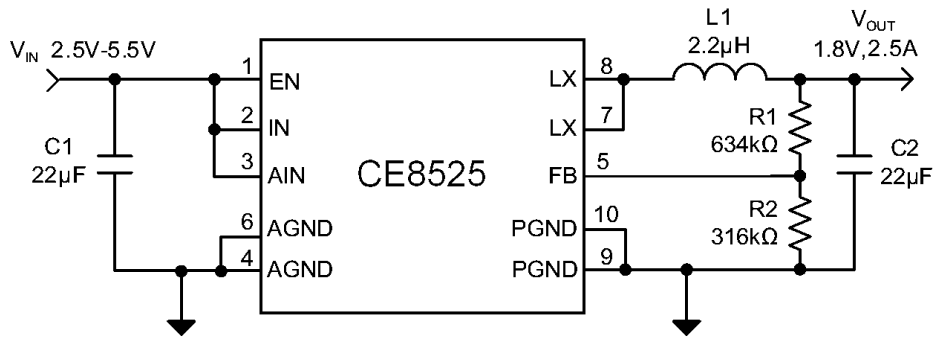 V_IN 2.5V-5.5V
C1
22μF
1
2
3
6
4
EN
IN
AIN
AGND
AGND
CE8525
LX
LX
FB
PGND
PGND
8
7
5
10
9
L1
2.2μH
V_OUT
1.8V,2.5A
R1
634kΩ
R2
316kΩ
C2
22μF